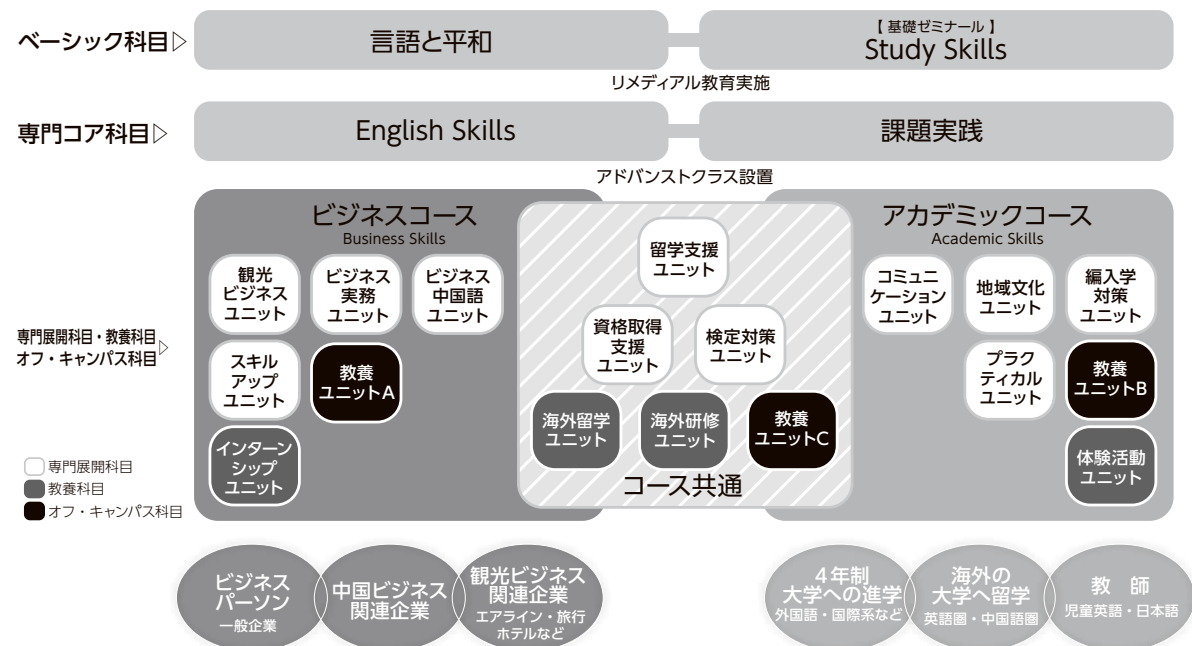 ベーシック科目▷
言語と平和
【 基礎ゼミナール 】
Study Skills
リメディアル教育実施
専門コア科目▷
English Skills
課題実践
アドバンストクラス設置
専門展開科目・教養科目
オフ・キャンパス科目▷
ビジネスコース
Business Skills
観光
ビジネス
ユニット
ビジネス
実務
ユニット
ビジネス
中国語
ユニット
スキル
アップ
ユニット
教養
ユニットA
インターン
シップ
ユニット
留学支援
ユニット
資格取得
支援
ユニット
検定対策
ユニット
海外留学
ユニット
海外研修
ユニット
教養
ユニットC
コース共通
アカデミックコース
Academic Skills
コミュニ
ケーション
ユニット
地域文化
ユニット
編入学
対策
ユニット
プラク
ティカル
ユニット
教養
ユニットB
体験活動
ユニット
専門展開科目
教養科目
オフ・キャンパス科目
ビジネス
パーソン
一般企業
中国ビジネス
関連企業
観光ビジネス
関連企業
エアライン・旅行
ホテルなど
4年制
大学への進学
外国語・国際系など
海外の
大学へ留学
英語圏・中国語圏
教　師
児童英語・日本語